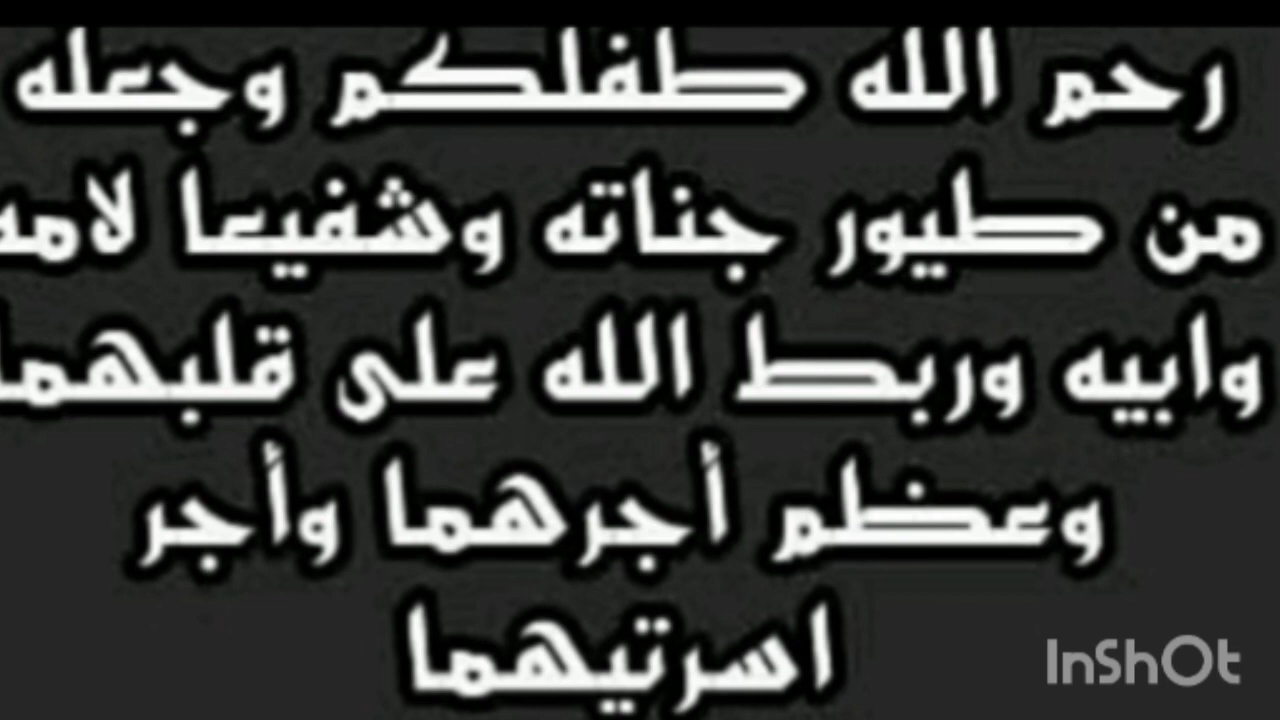 رحم الله طفلكم وجعله
من طيور جناته وشفيعا لامه
وابيه وربط الله على قلبهما
وعظم أجرهما وأجر
اسرتيهما
InShOt